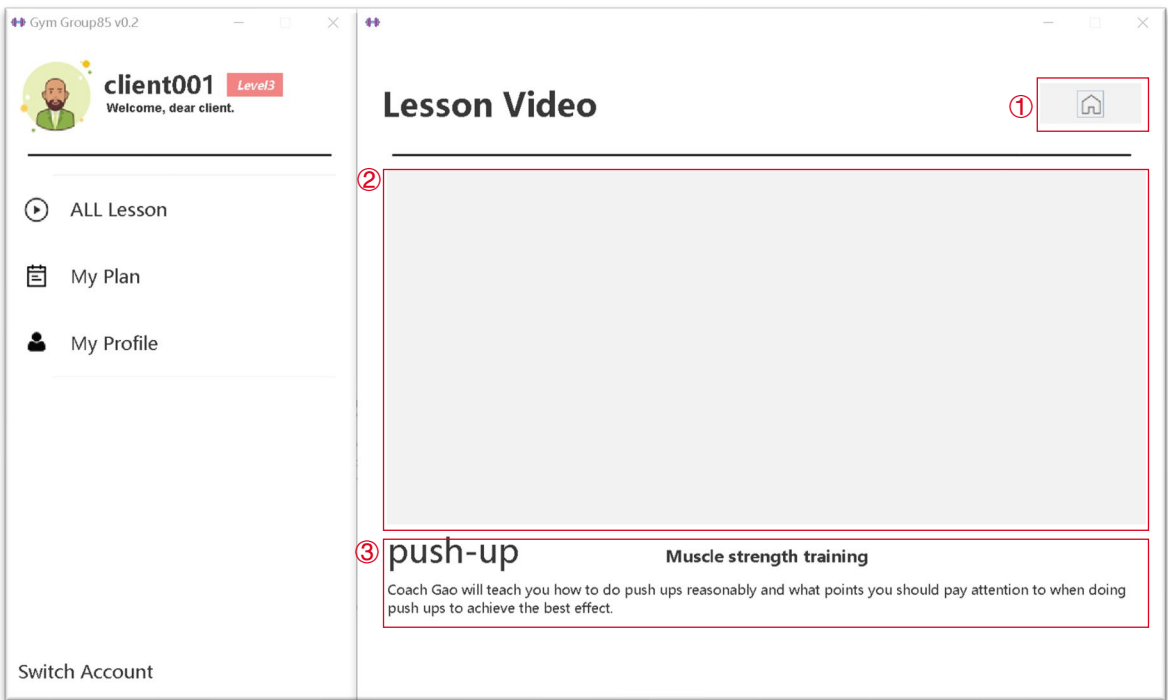 Gym Group85 v0.2
client001 Level3
Welcome, dear client.
ALL Lesson
My Plan
My Profile
Switch Account
Lesson Video
①
②
③
push-up Muscle strength training
Coach Gao will teach you how to do push ups reasonably and what points you should pay attention to when doing
push ups to achieve the best effect.